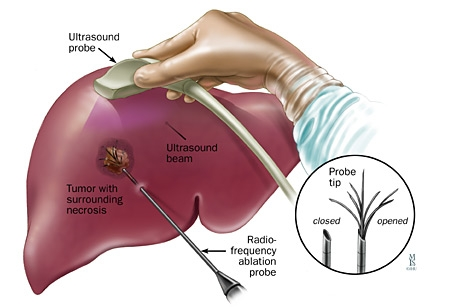 Ultrasound
probe
Ultrasound
beam
Tumor with
surrounding
necrosis
Probe
tip
closed
opened
Radio-
frequency
ablation
probe